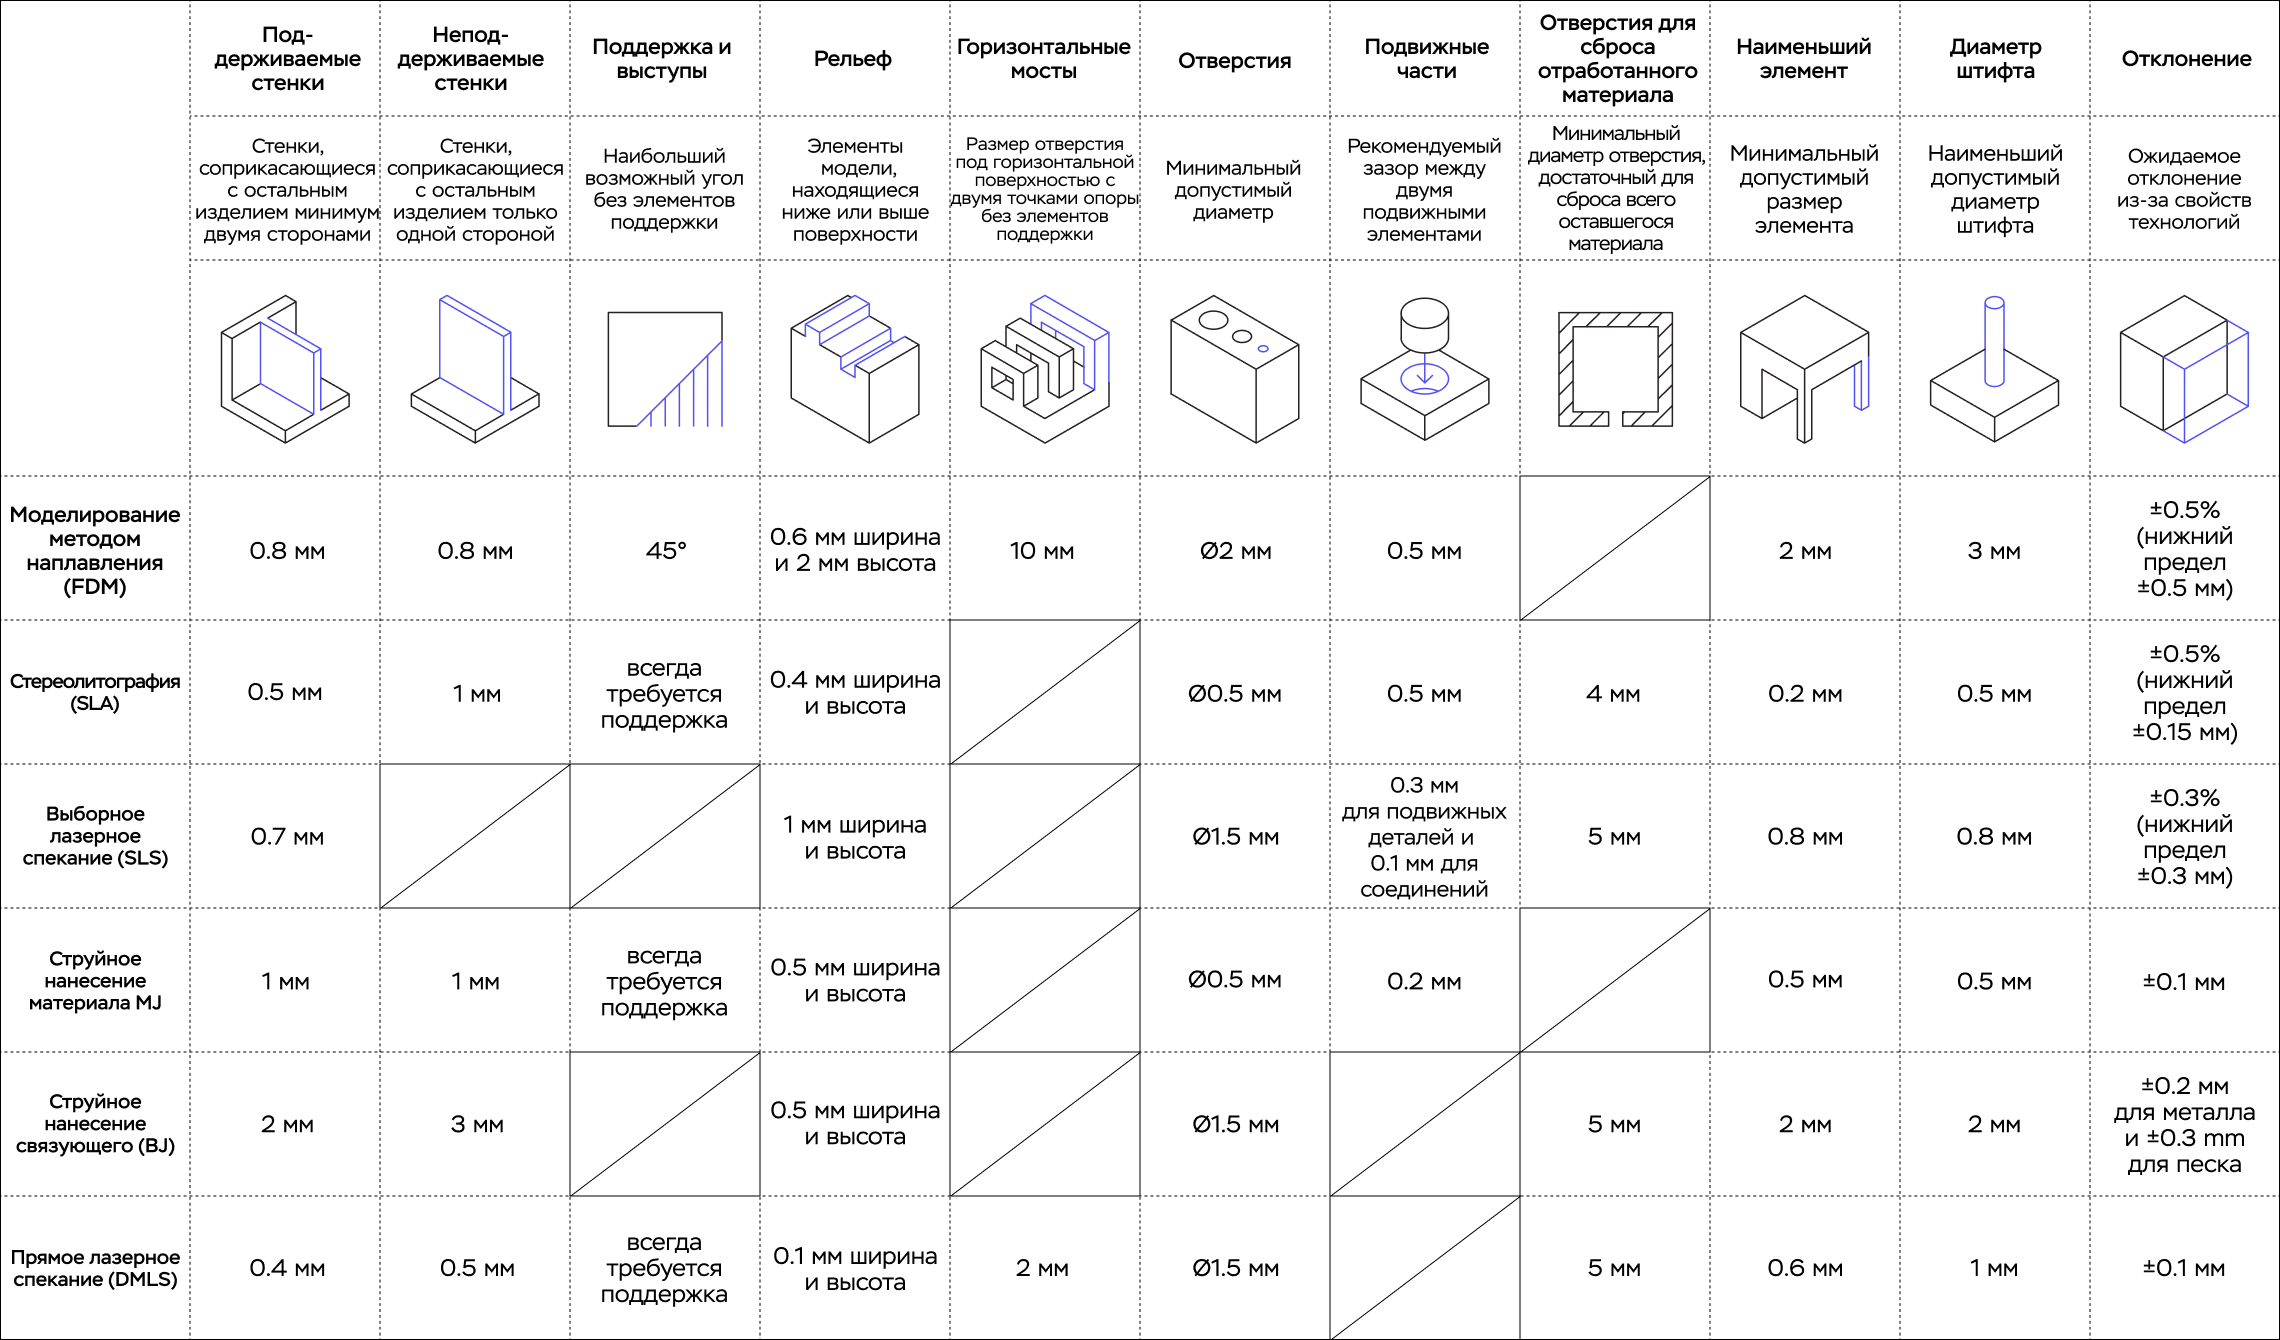 Под-
держиваемые
стенки
Непод-
держиваемые
стенки
Поддержка и
выступы
Рельеф
Горизонтальные
мосты
Отверстия
Подвижные
части
Отверстия для
сброса
отработанного
материала
Наименьший
элемент
Диаметр
штифта
Отклонение
Стенки,
соприкасающиеся
с остальным
изделием минимум
двумя сторонами
Стенки,
соприкасающиеся
с остальным
изделием только
одной стороной
Наибольший
возможный угол
без элементов
поддержки
Элементы
модели,
находящиеся
ниже или выше
поверхности
Размер отверстия
под горизонтальной
поверхностью с
двумя точками опоры
без элементов
поддержки
Минимальный
допустимый
диаметр
Рекомендуемый
зазор между
двумя
подвижными
элементами
Минимальный
диаметр отверстия,
достаточный для
сброса всего
оставшегося
материала
Минимальный
допустимый
размер
элемента
Наименьший
допустимый
диаметр
штифта
Ожидаемое
отклонение
из-за свойств
технологий
Моделирование
методом
наплавления
(FDM)
0.8 мм
0.8 мм
45°
0.6 мм ширина
и 2 мм высота
10 мм
Ø2 мм
0.5 мм
2 мм
3 мм
±0.5%
(нижний
предел
±0.5 мм)
Стереолитография
(SLA)
0.5 мм
1 мм
всегда
требуется
поддержка
0.4 мм ширина
и высота
Ø0.5 мм
0.5 мм
4 мм
0.2 мм
0.5 мм
±0.5%
(нижний
предел
±0.15 мм)
Выборное
лазерное
спекание (SLS)
0.7 мм
1 мм ширина
и высота
Ø1.5 мм
0.3 мм
для подвижных
деталей и
0.1 мм для
соединений
5 мм
0.8 мм
0.8 мм
±0.3%
(нижний
предел
±0.3 мм)
Струйное
нанесение
материала MJ
1 мм
1 мм
всегда
требуется
поддержка
0.5 мм ширина
и высота
Ø0.5 мм
0.2 мм
0.5 мм
0.5 мм
±0.1 мм
Струйное
нанесение
связующего (BJ)
2 мм
3 мм
0.5 мм ширина
и высота
Ø1.5 мм
5 мм
2 мм
2 мм
±0.2 мм
для металла
и ±0.3 mm
для песка
Прямое лазерное
спекание (DMLS)
0.4 мм
0.5 мм
всегда
требуется
поддержка
0.1 мм ширина
и высота
2 мм
Ø1.5 мм
5 мм
0.6 мм
1 мм
±0.1 мм